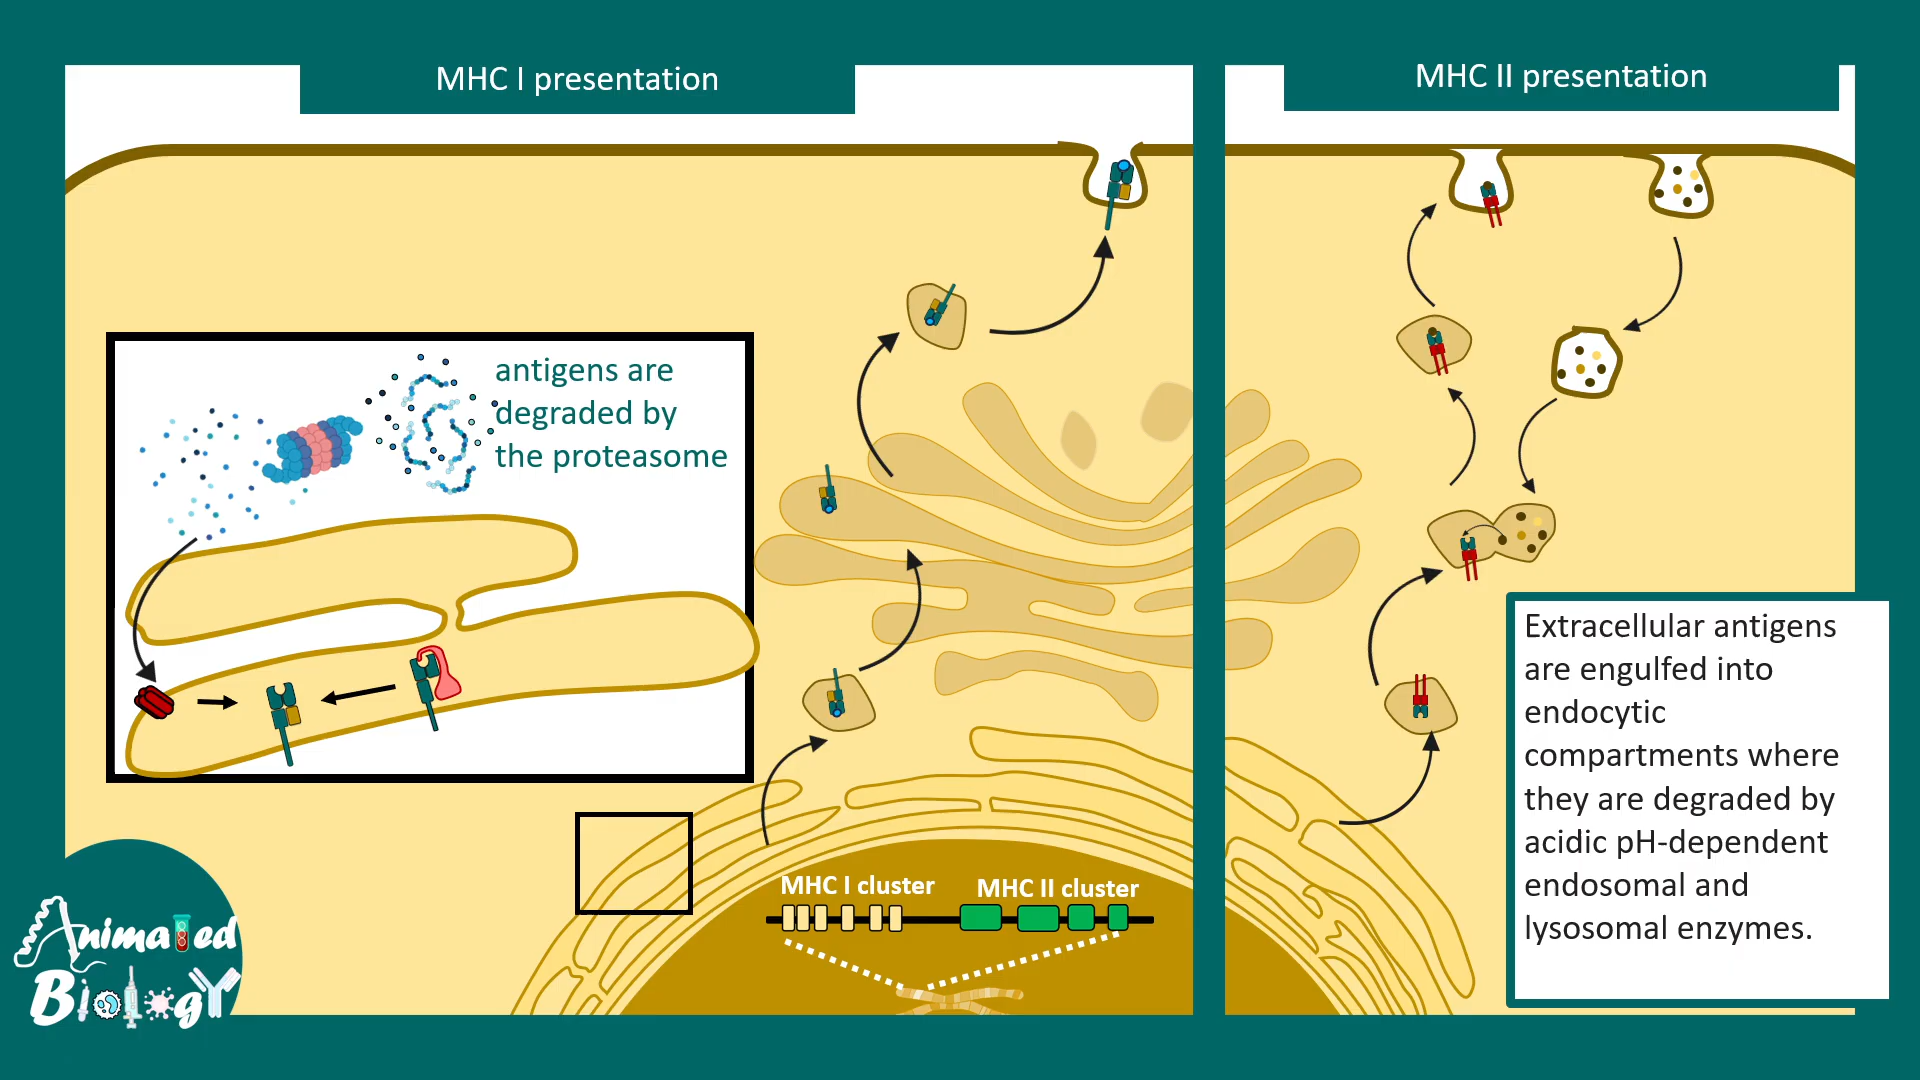 MHC I presentation
MHC II presentation
antigens are
degraded by
the proteasome
MHC I cluster
MHC II cluster
Extracellular antigens
are engulfed into
endocytic
compartments where
they are degraded by
acidic pH-dependent
endosomal and
lysosomal enzymes.
Animated
Biology